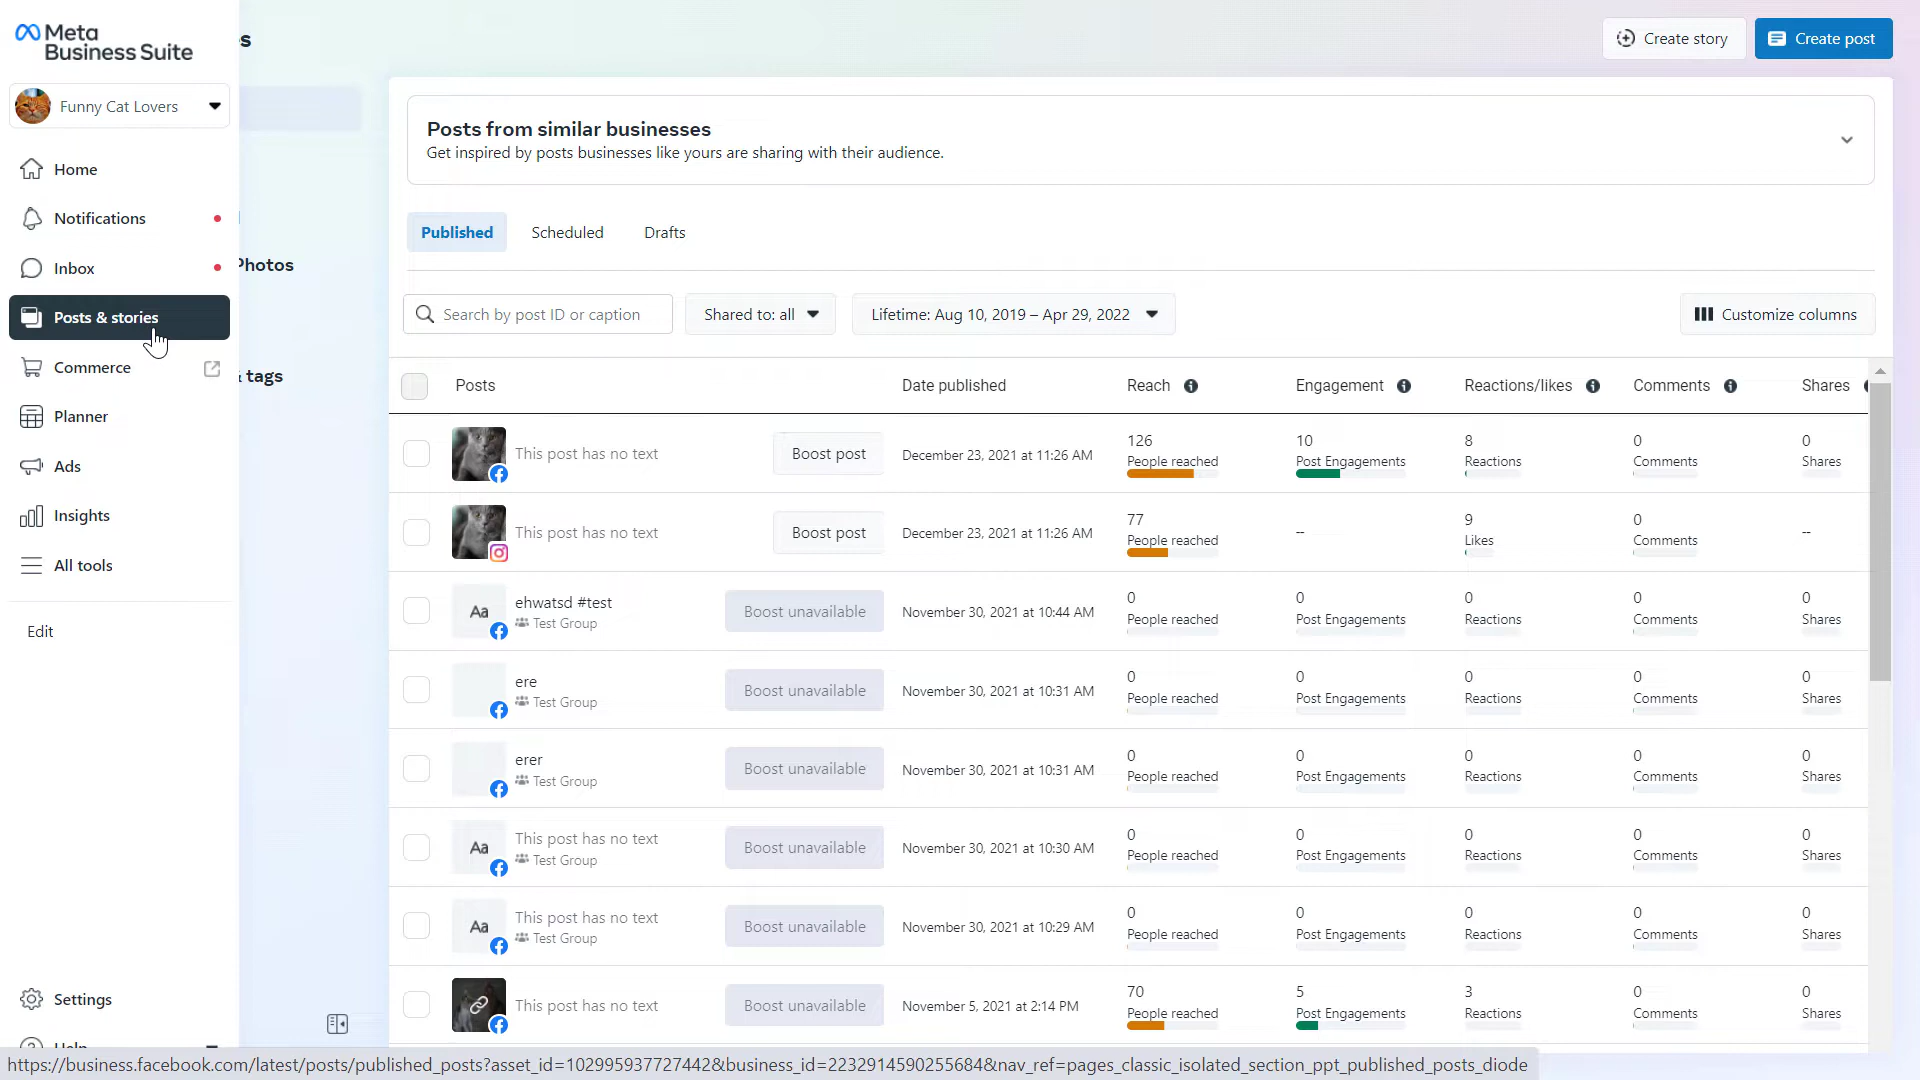 Meta
Business Suite
Funny Cat Lovers
Home
Notifications
Inbox
Posts & stories
Commerce
Planner
Ads
Insights
All tools
Edit
Settings
Help
s
Photos
& tags
Create story
Create post
Posts from similar businesses
Get inspired by posts businesses like yours are sharing with their audience.
Published
Scheduled
Drafts
Search by post ID or caption
Shared to: all
Lifetime: Aug 10, 2019 – Apr 29, 2022
Customize columns
Posts Date published Reach Engagement Reactions/likes Comments Shares
This post has no text Boost post December 23, 2021 at 11:26 AM
126 10 8 0 0
People reached Post Engagements Reactions Comments Shares
This post has no text Boost post December 23, 2021 at 11:26 AM
77 -- 9 0 --
People reached Likes Comments
Aa ehwatsd #test
Test Group
Boost unavailable November 30, 2021 at 10:44 AM
0 0 0 0 0
People reached Post Engagements Reactions Comments Shares
ere
Test Group
Boost unavailable November 30, 2021 at 10:31 AM
0 0 0 0 0
People reached Post Engagements Reactions Comments Shares
erer
Test Group
Boost unavailable November 30, 2021 at 10:31 AM
0 0 0 0 0
People reached Post Engagements Reactions Comments Shares
Aa This post has no text
Test Group
Boost unavailable November 30, 2021 at 10:30 AM
0 0 0 0 0
People reached Post Engagements Reactions Comments Shares
Aa This post has no text
Test Group
Boost unavailable November 30, 2021 at 10:29 AM
0 0 0 0 0
People reached Post Engagements Reactions Comments Shares
This post has no text Boost unavailable November 5, 2021 at 2:14 PM
70 5 3 0 0
People reached Post Engagements Reactions Comments Shares
https://business.facebook.com/latest/posts/published_posts?asset_id=102995937727442&business_id=2232914590255684&nav_ref=pages_classic_isolated_section_ppt_published_posts_diode